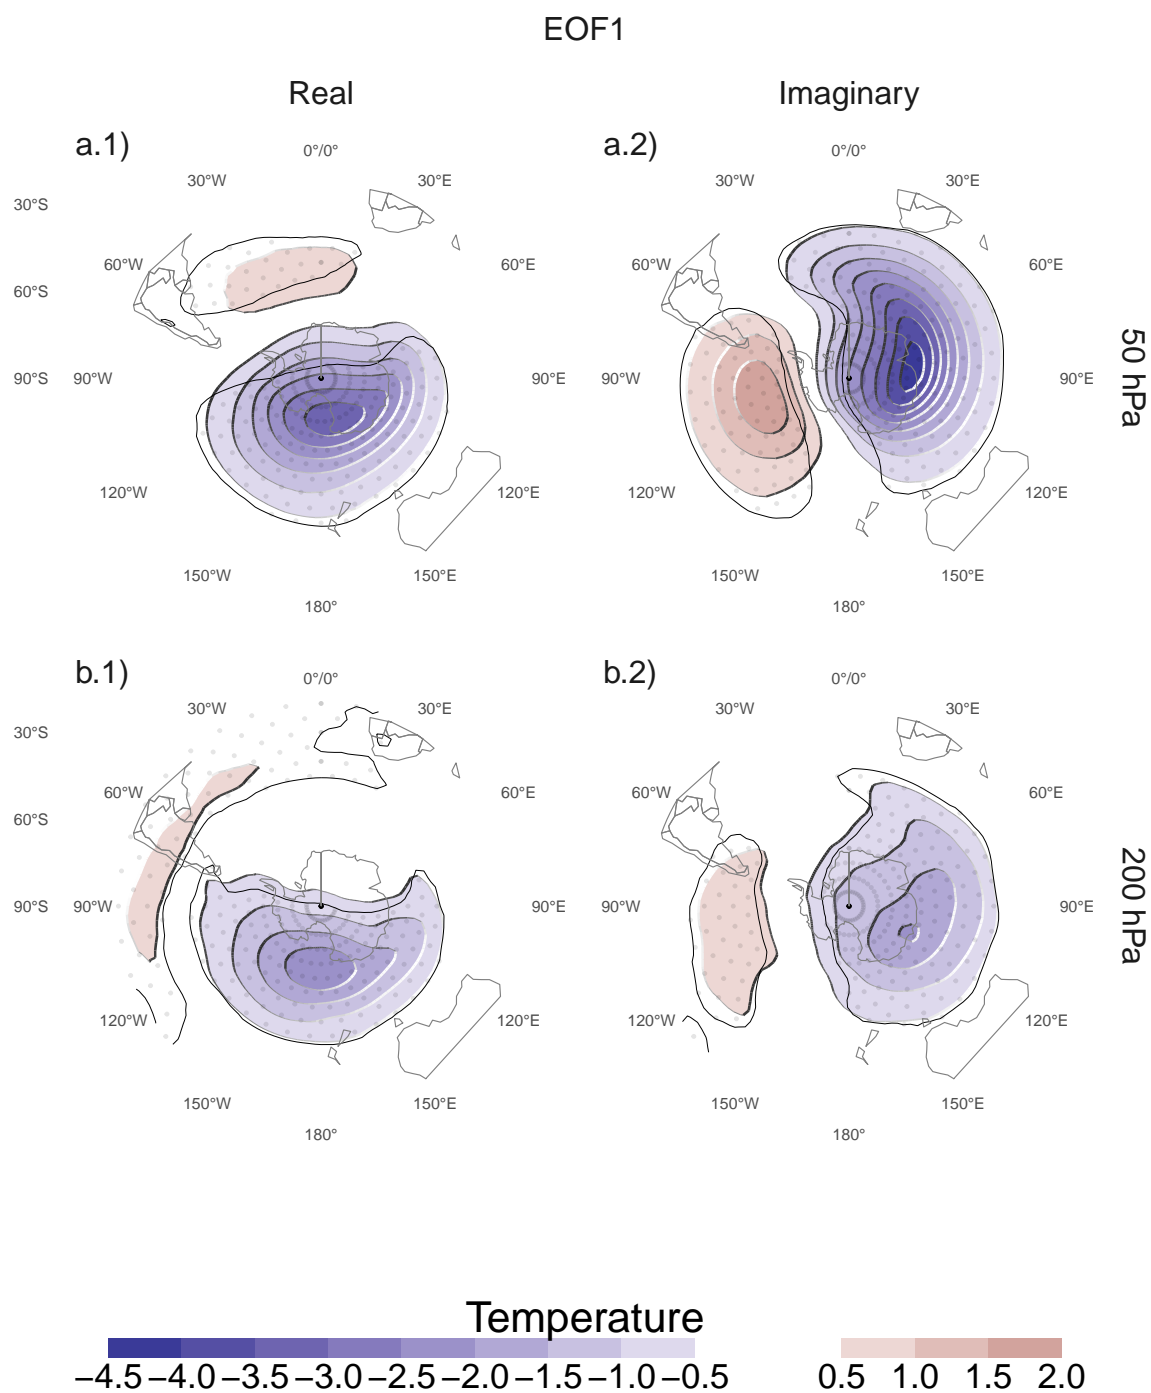 EOF1
Real Imaginary
a.1) a.2)
0°/0° 0°/0°
30°W 30°E 30°W 30°E
30°S
60°W 60°E 60°W 60°E
60°S
50 hPa
90°S 90°W 90°E 90°W 90°E
120°W 120°E 120°W 120°E
150°W 150°E 150°W 150°E
180° 180°
b.1) b.2)
0°/0° 0°/0°
30°W 30°E 30°W 30°E
30°S
60°W 60°E 60°W 60°E
60°S
200 hPa
90°S 90°W 90°E 90°W 90°E
120°W 120°E 120°W 120°E
150°W 150°E 150°W 150°E
180° 180°
Temperature
−4.5 −4.0 −3.5 −3.0 −2.5 −2.0 −1.5 −1.0 −0.5 0.5 1.0 1.5 2.0